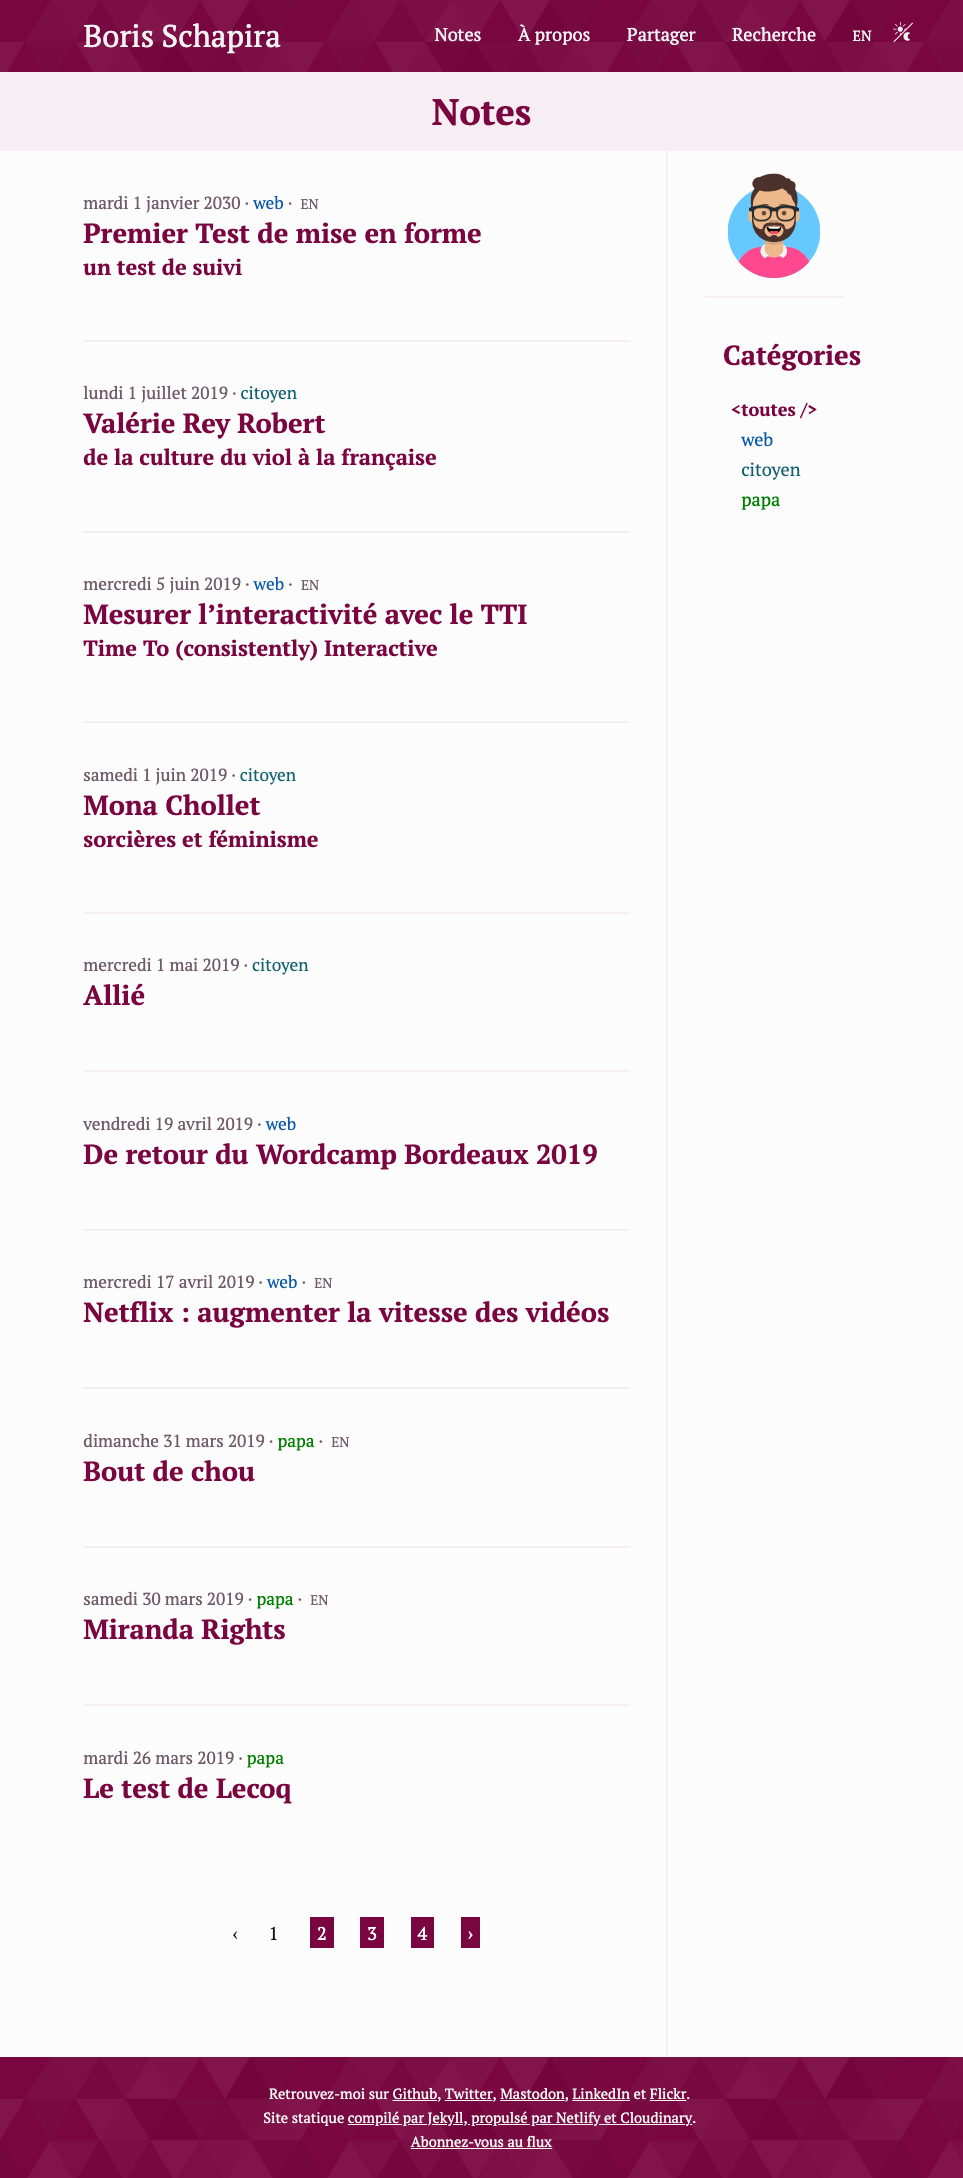 Boris Schapira
Notes À propos Partager Recherche EN
Notes
mardi 1 janvier 2030 · web · EN
Premier Test de mise en forme
un test de suivi
lundi 1 juillet 2019 · citoyen
Valérie Rey Robert
de la culture du viol à la française
mercredi 5 juin 2019 · web · EN
Mesurer l’interactivité avec le TTI
Time To (consistently) Interactive
samedi 1 juin 2019 · citoyen
Mona Chollet
sorcières et féminisme
mercredi 1 mai 2019 · citoyen
Allié
vendredi 19 avril 2019 · web
De retour du Wordcamp Bordeaux 2019
mercredi 17 avril 2019 · web · EN
Netflix : augmenter la vitesse des vidéos
dimanche 31 mars 2019 · papa · EN
Bout de chou
samedi 30 mars 2019 · papa · EN
Miranda Rights
mardi 26 mars 2019 · papa
Le test de Lecoq
‹ 1 2 3 4 ›
Catégories
<toutes />
web
citoyen
papa
Retrouvez-moi sur Github, Twitter, Mastodon, LinkedIn et Flickr.
Site statique compilé par Jekyll, propulsé par Netlify et Cloudinary.
Abonnez-vous au flux